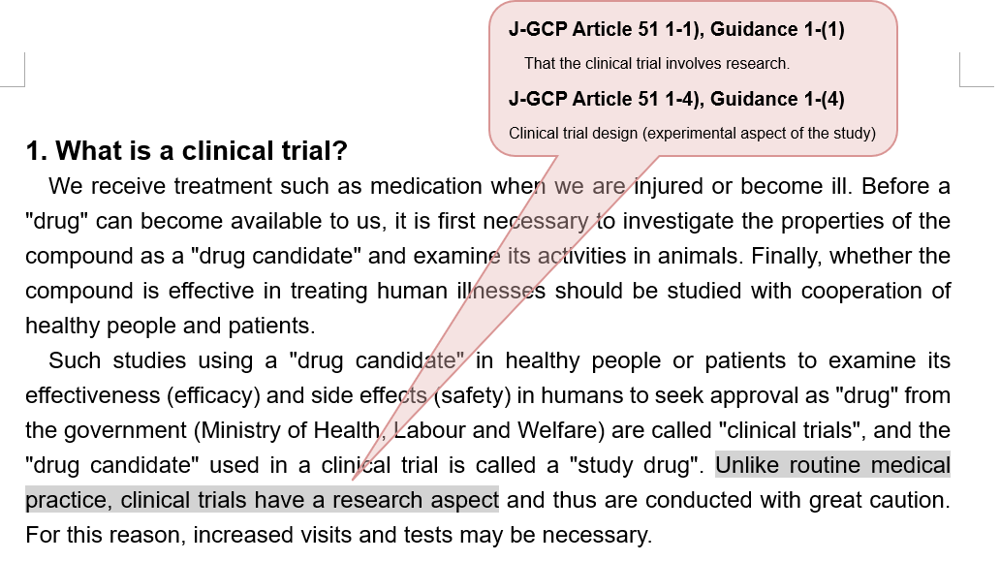 J-GCP Article 51 1-1), Guidance 1-(1)
That the clinical trial involves research.
J-GCP Article 51 1-4), Guidance 1-(4)
Clinical trial design (experimental aspect of the study)
1. What is a clinical trial?
We receive treatment such as medication when we are injured or become ill. Before a
"drug" can become available to us, it is first necessary to investigate the properties of the
compound as a "drug candidate" and examine its activities in animals. Finally, whether the
compound is effective in treating human illnesses should be studied with cooperation of
healthy people and patients.
Such studies using a "drug candidate" in healthy people or patients to examine its
effectiveness (efficacy) and side effects (safety) in humans to seek approval as "drug" from
the government (Ministry of Health, Labour and Welfare) are called "clinical trials", and the
"drug candidate" used in a clinical trial is called a "study drug". Unlike routine medical
practice, clinical trials have a research aspect and thus are conducted with great caution.
For this reason, increased visits and tests may be necessary.